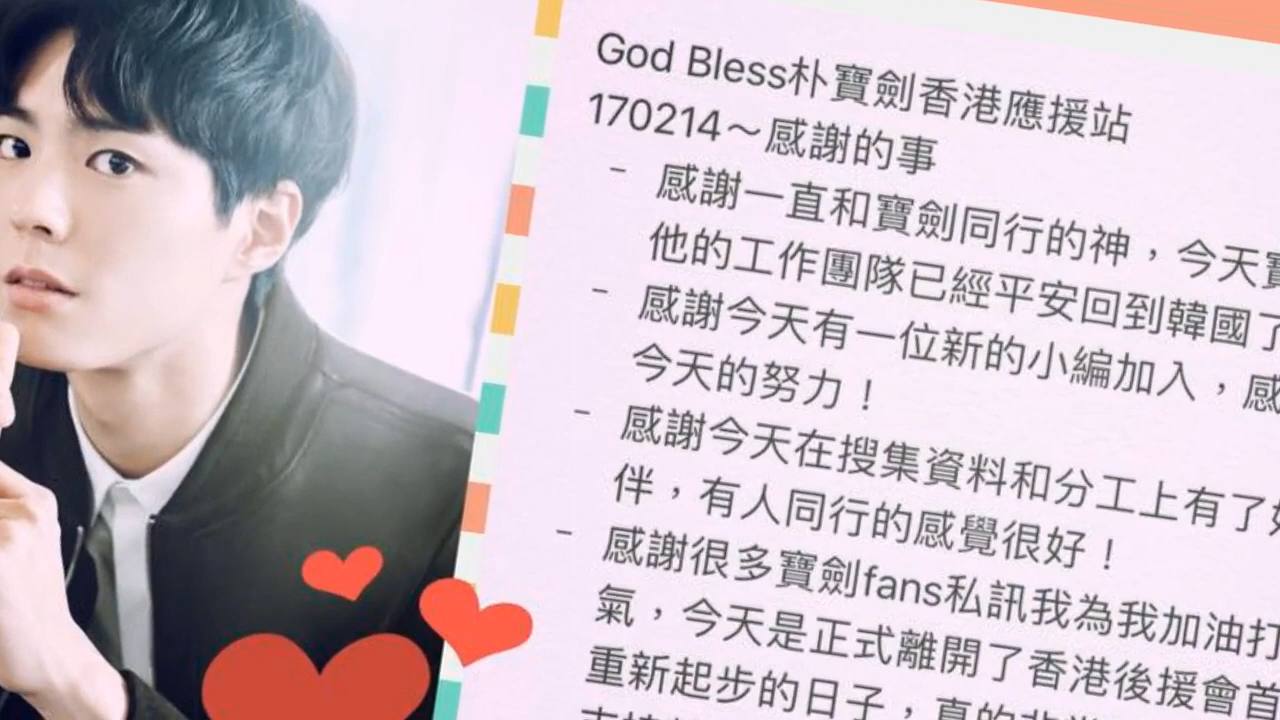 God Bless朴寶劍香港應援站
170214～感謝的事
- 感謝一直和寶劍同行的神，今天寶
他的工作團隊已經平安回到韓國了
- 感謝今天有一位新的小編加入，感
今天的努力！
- 感謝今天在搜集資料和分工上有了
伴，有人同行的感覺很好！
- 感謝很多寶劍fans私訊我為我加油打
氣，今天是正式離開了香港後援會首
重新起步的日子，真的非常